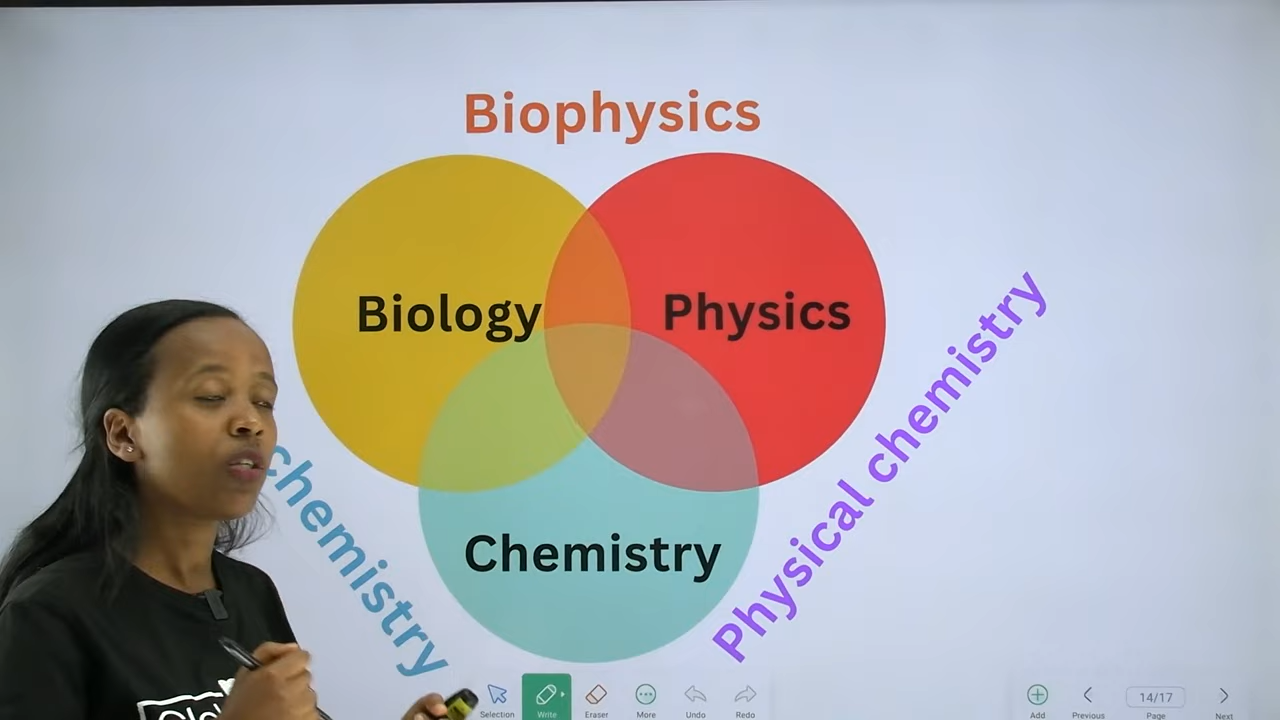 Biophysics
Biology
Physics
chemistry
Chemistry
Physical chemistry
Selection
Write
Eraser
More
Undo
Redo
Add
Previous
14/17
Page
Next